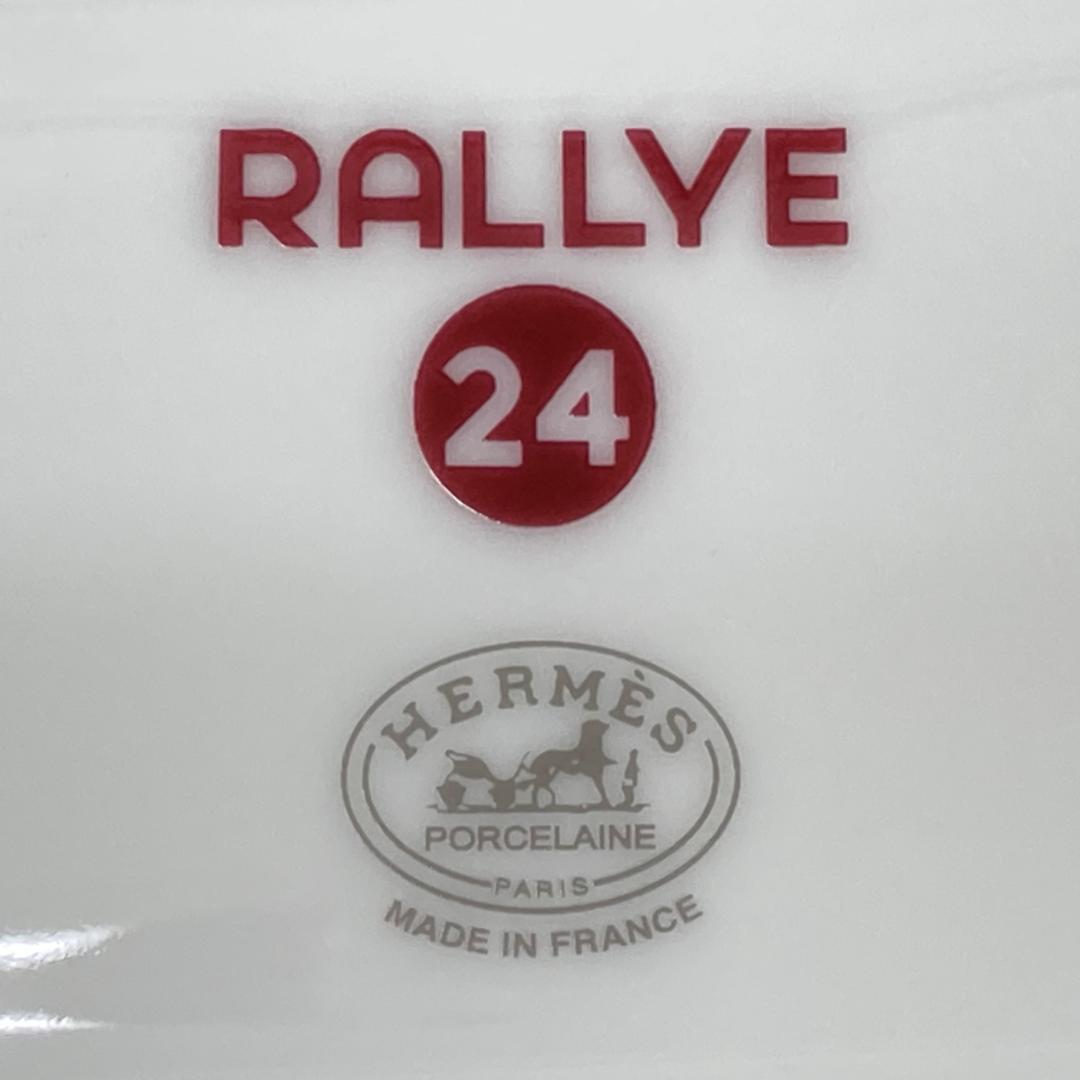 RALLYE
24
HERMÈS
PORCELAINE
PARIS
MADE IN FRANCE